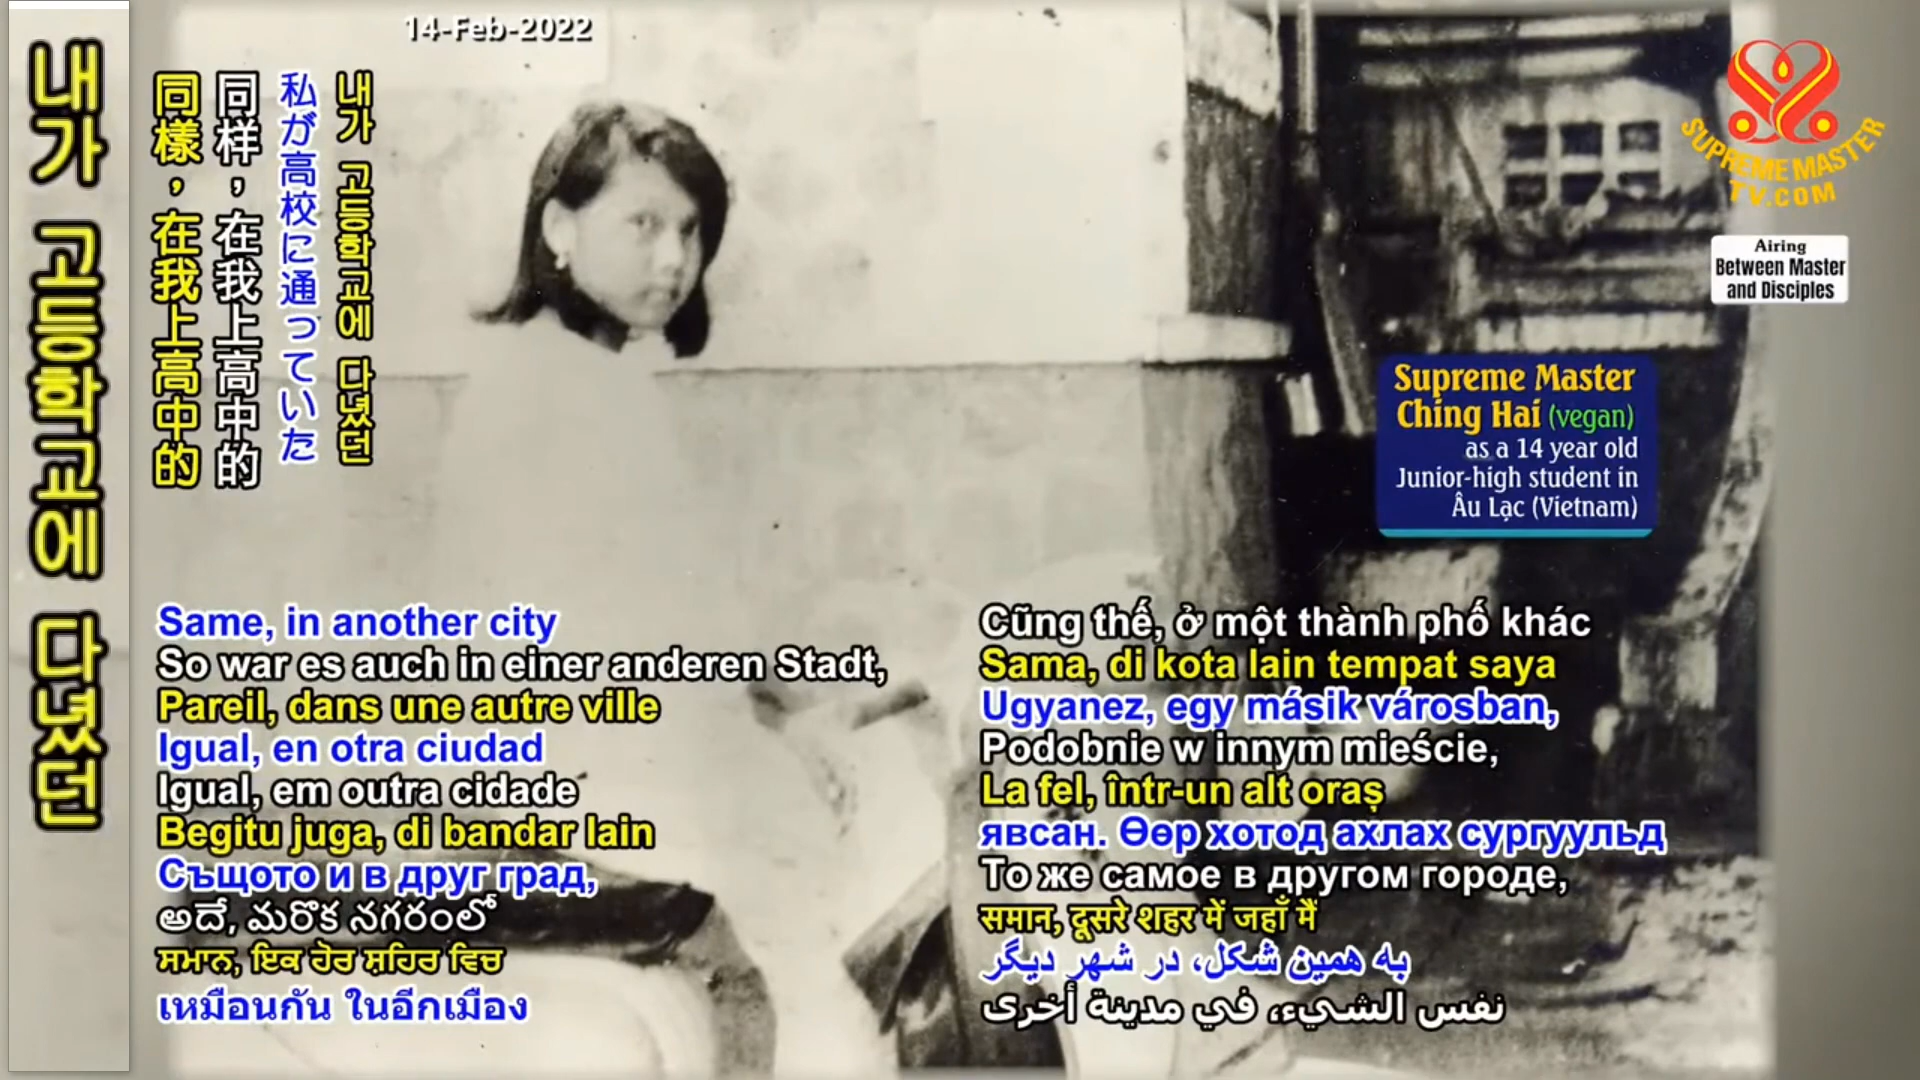 내가 고등학교에 다녔던
14-Feb-2022
同樣，在我上高中的
同样，在我上高中的
私が高校に通っていた
내가 고등학교에 다녔던
SUPREME MASTER
TV.COM
Airing
Between Master
and Disciples
Supreme Master
Ching Hai (vegan)
as a 14 year old
Junior-high student in
Âu Lạc (Vietnam)
Same, in another city
So war es auch in einer anderen Stadt,
Pareil, dans une autre ville
Igual, en otra ciudad
Igual, em outra cidade
Begitu juga, di bandar lain
Същото и в друг град,
అదే, మరొక నగరంలో
ਸਮਾਨ, ਇਕ ਹੋਰ ਸ਼ਹਿਰ ਵਿਚ
เหมือนกัน ในอีกเมือง
Cũng thế, ở một thành phố khác
Sama, di kota lain tempat saya
Ugyanez, egy másik városban,
Podobnie w innym mieście,
La fel, într-un alt oraș
явсан. Өөр хотод ахлах сургуульд
То же самое в другом городе,
समान, दूसरे शहर में जहाँ मैं
به همین شکل، در شهر دیگر
نفس الشيء، في مدينة أخرى